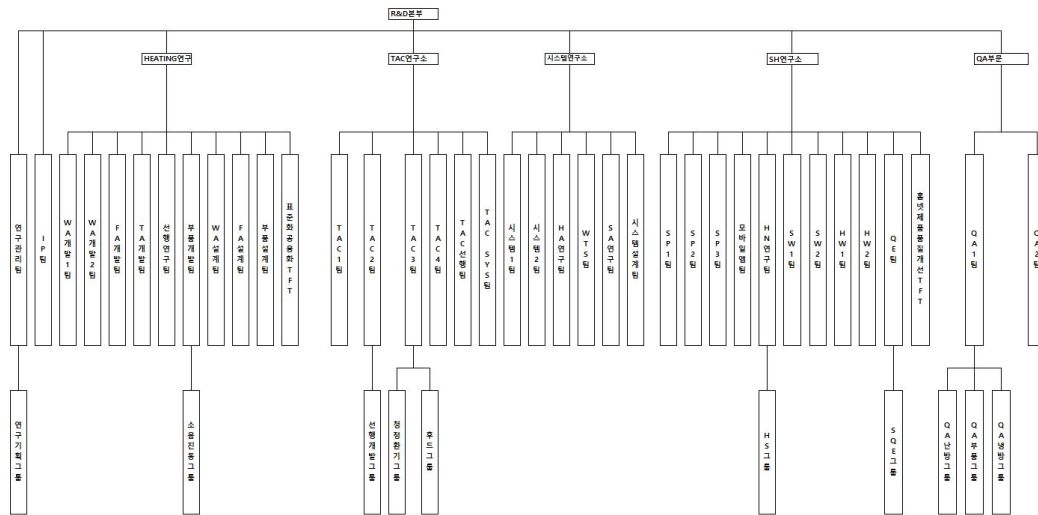 R&D본부
HEATING연구
TAC연구소
시스템연구소
SH연구소
QA부문
연구관리팀
IP팀
WA개발1팀
WA개발2팀
FA개발팀
TA개발팀
선행연구팀
부품개발팀
WA설계팀
FA설계팀
부품설계팀
표준화공용화TFT
TAC1팀
TAC2팀
TAC3팀
TAC4팀
TAC선행팀
TAC SYS팀
시스템1팀
시스템2팀
HA연구팀
WTS팀
SA연구팀
시스템설계팀
SP1팀
SP2팀
SP3팀
모바일앱팀
HN연구팀
SW1팀
SW2팀
HW1팀
HW2팀
QE팀
홈넷제품품질개선TFT
QA1팀
QA2팀
연구기획그룹
소음진동그룹
선행개발그룹
청정환기그룹
후드그룹
HS그룹
SQE그룹
QA난방그룹
QA부품그룹
QA냉방그룹